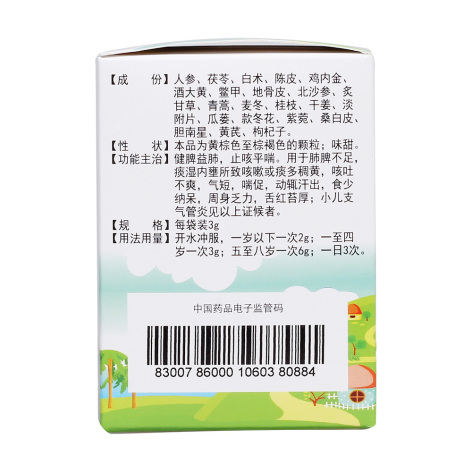 【成　份】人参、茯苓、白术、陈皮、鸡内金、
酒大黄、鳖甲、地骨皮、北沙参、炙
甘草、青蒿、麦冬、桂枝、干姜、淡
附片、瓜蒌、款冬花、紫菀、桑白皮、
胆南星、黄芪、枸杞子。
【性　状】本品为黄棕色至棕褐色的颗粒；味甜。
【功能主治】健脾益肺，止咳平喘。用于肺脾不足，
痰湿内壅所致咳嗽或痰多稠黄，咳吐
不爽，气短，喘促，动辄汗出，食少
纳呆，周身乏力，舌红苔厚；小儿支
气管炎见以上证候者。
【规　格】每袋装3g
【用法用量】开水冲服，一岁以下一次2g；一至四
岁一次3g；五至八岁一次6g；一日3次。
中国药品电子监管码
83007 86000 10603 80884